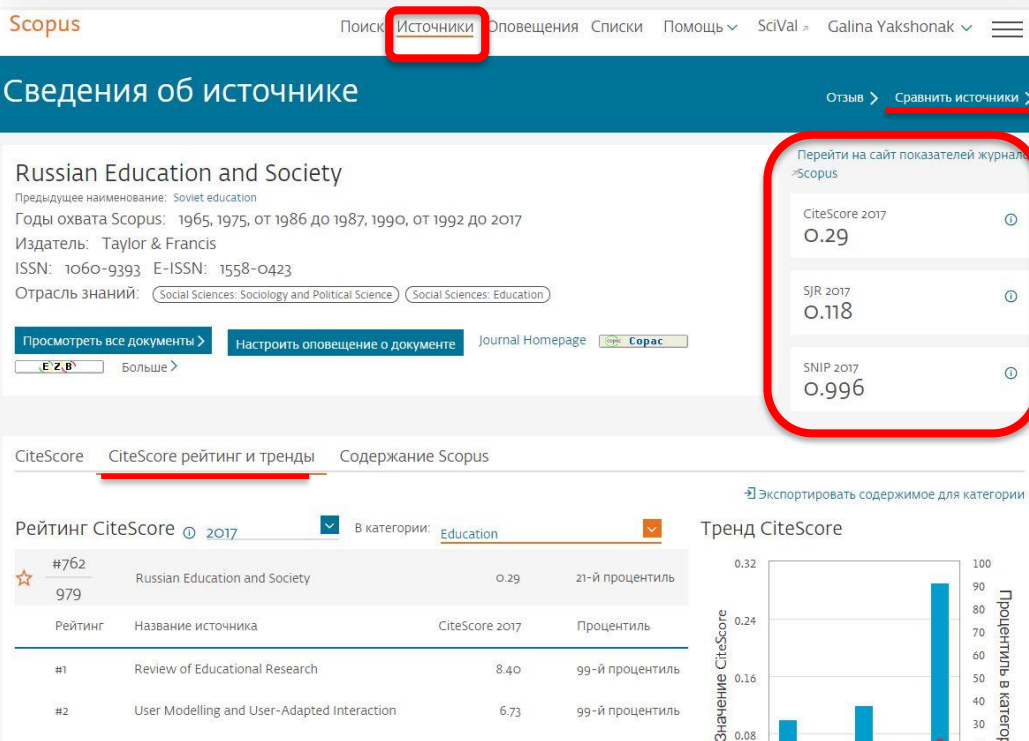 Scopus
Поиск Источники Оповещения Списки Помощь SciVal Galina Yakshonak
Сведения об источнике
Отзыв Сравнить источники
Перейти на сайт показателей
Scopus
Russian Education and Society
Предыдущее наименование: Soviet education
Годы охвата Scopus: 1965, 1975, от 1986 до 1987, 1990, от 1992 до 2017
Издатель: Taylor & Francis
ISSN: 1060-9393 E-ISSN: 1558-0423
Отрасль знаний: Social Sciences: Sociology and Political Science Social Sciences: Education
Просмотреть все документы Настроить оповещение о документе Journal Homepage Copac
EZB Больше
CiteScore 2017
0.29
SJR 2017
0.118
SNIP 2017
0.996
CiteScore CiteScore рейтинг и тренды Содержание Scopus
Экспортировать содержимое для категории
Рейтинг CiteScore 2017 В категории: Education
#762
979
Russian Education and Society 0.29 21-й процентиль
Рейтинг Название источника CiteScore 2017 Процентиль
#1 Review of Educational Research 8.40 99-й процентиль
#2 User Modelling and User-Adapted Interaction 6.73 99-й процентиль
Тренд CiteScore
Значение CiteScore
0.32
0.24
0.16
0.08
100
90
80
70
60
50
40
30
Процентиль в